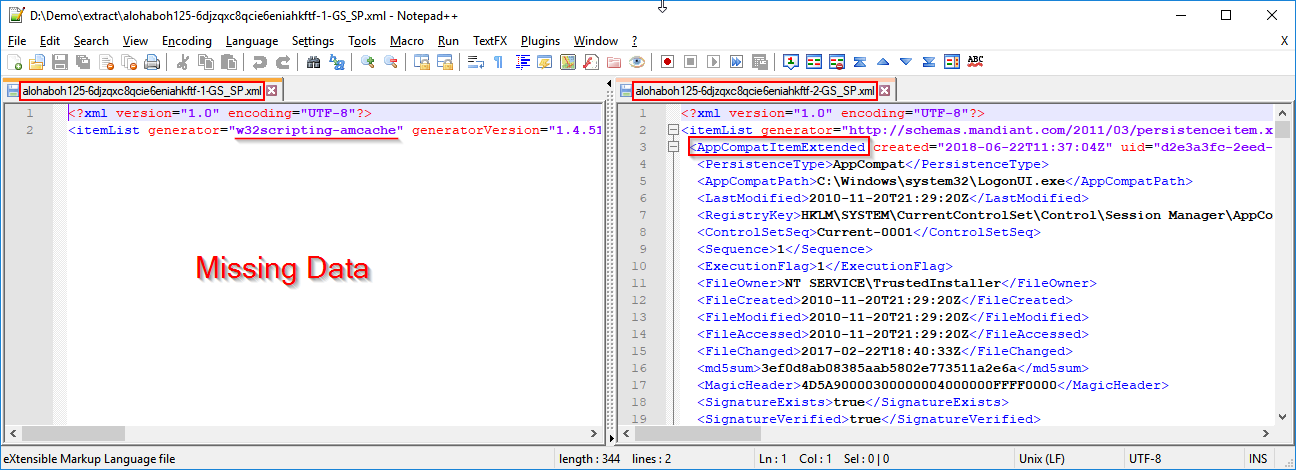 D:\Demo\extract\alohaboh125-6djzqxc8qcie6eniahkftf-1-GS_SP.xml - Notepad++
File Edit Search View Encoding Language Settings Tools Macro Run TextFX Plugins Window ? X
alohaboh125-6djzqxc8qcie6eniahkftf-1-GS_SP.xml
1 <?xml version="1.0" encoding="UTF-8"?>
2 <itemList generator="w32scripting-amcache" generatorVersion="1.4.51
Missing Data
alohaboh125-6djzqxc8qcie6eniahkftf-2-GS_SP.xml
1 <?xml version="1.0" encoding="UTF-8"?>
2 <itemList generator="http://schemas.mandiant.com/2011/03/persistenceitem.x
3 <AppCompatItemExtended created="2018-06-22T11:37:04Z" uid="d2e3a3fc-2eed-
4 <PersistenceType>AppCompat</PersistenceType>
5 <AppCompatPath>C:\Windows\system32\LogonUI.exe</AppCompatPath>
6 <LastModified>2010-11-20T21:29:20Z</LastModified>
7 <RegistryKey>HKLM\SYSTEM\CurrentControlSet\Control\Session Manager\AppCo
8 <ControlSetSeq>Current-0001</ControlSetSeq>
9 <Sequence>1</Sequence>
10 <ExecutionFlag>1</ExecutionFlag>
11 <FileOwner>NT SERVICE\TrustedInstaller</FileOwner>
12 <FileCreated>2010-11-20T21:29:20Z</FileCreated>
13 <FileModified>2010-11-20T21:29:20Z</FileModified>
14 <FileAccessed>2010-11-20T21:29:20Z</FileAccessed>
15 <FileChanged>2017-02-22T18:40:33Z</FileChanged>
16 <md5sum>3ef0d8ab08385aab5802e773511a2e6a</md5sum>
17 <MagicHeader>4D5A90000300000004000000FFFF0000</MagicHeader>
18 <SignatureExists>true</SignatureExists>
19 <SignatureVerified>true</SignatureVerified>
eXtensible Markup Language file length : 344 lines : 2 Ln : 1 Col : 1 Sel : 0 | 0 Unix (LF) UTF-8 INS